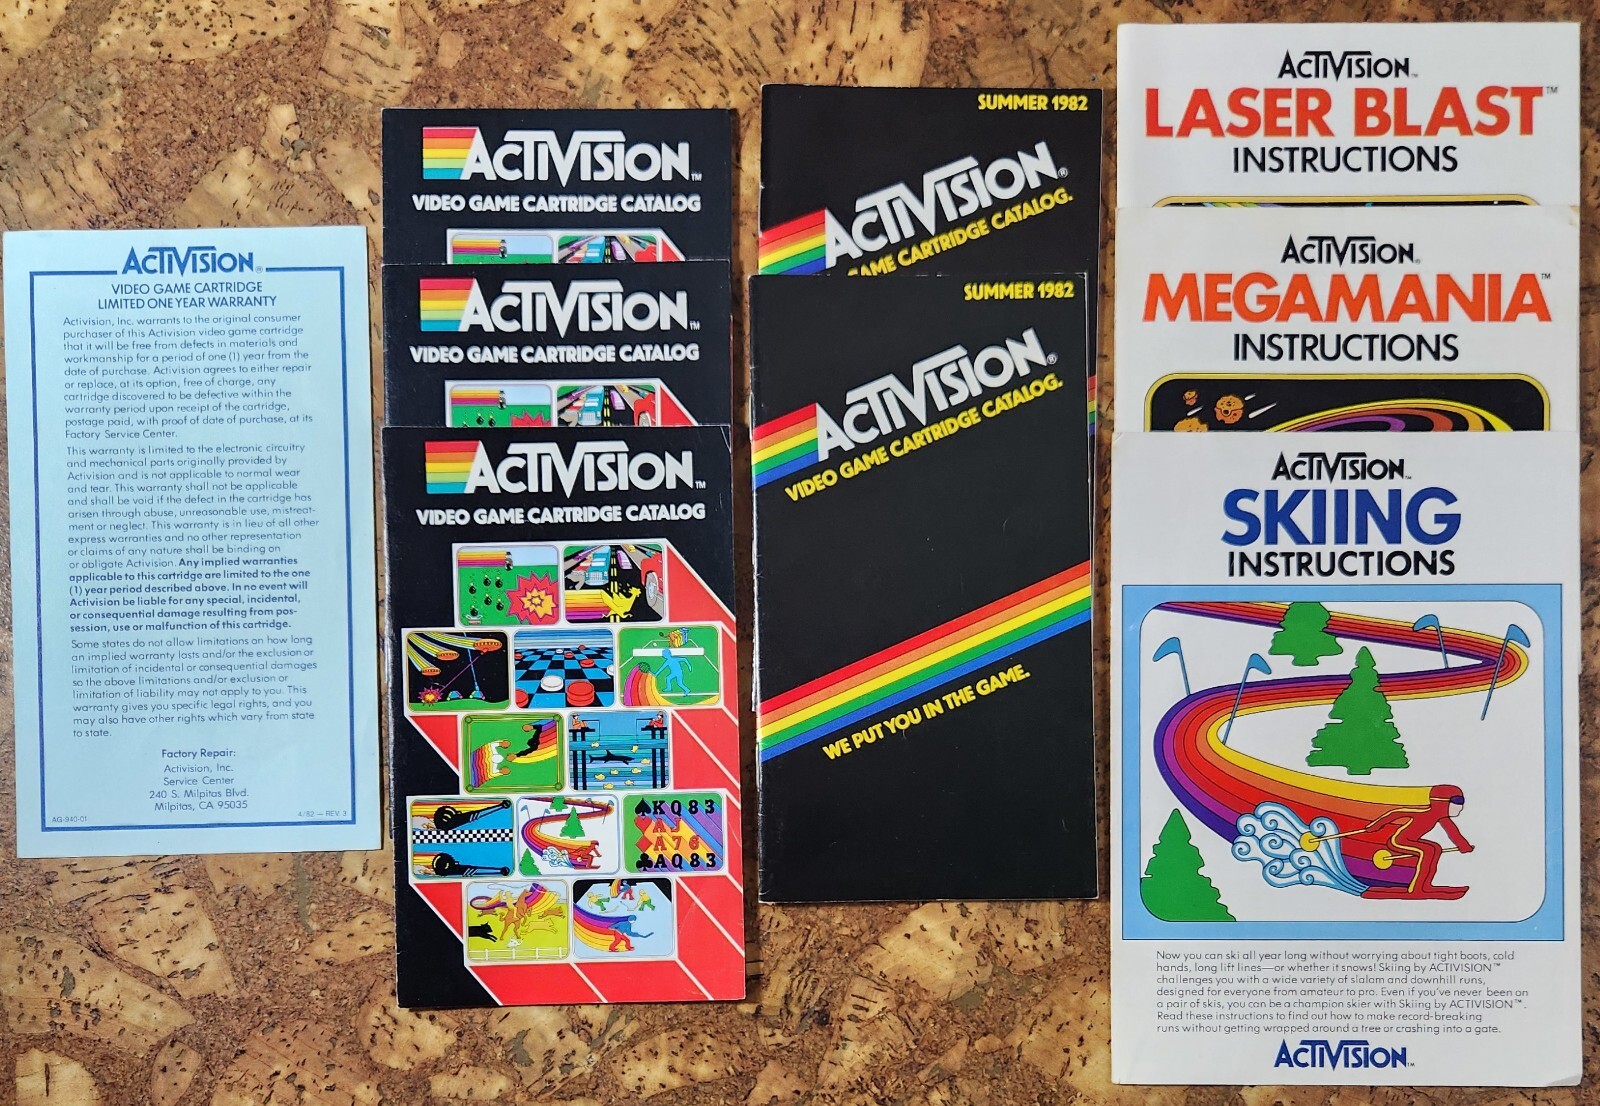 ACTIVISION®
VIDEO GAME CARTRIDGE
LIMITED ONE YEAR WARRANTY
Activision, Inc. warrants to the original consumer
purchaser of this Activision video game cartridge
that it will be free from defects in materials and
workmanship for a period of one (1) year from the
date of purchase. Activision agrees to either repair
or replace, at its option, free of charge, any
cartridge discovered to be defective within the
warranty period upon receipt of the cartridge,
postage paid, with proof of date of purchase, at its
Factory Service Center.
This warranty is limited to the electronic circuitry
and mechanical parts originally provided by
Activision and is not applicable to normal wear
and tear. This warranty shall not be applicable
and shall be void if the defect in the cartridge has
arisen through abuse, unreasonable use, mistreat-
ment or neglect. This warranty is in lieu of all other
express warranties and no other representation
or claims of any nature shall be binding on
or obligate Activision. Any implied warranties
applicable to this cartridge are limited to the one
(1) year period described above. In no event will
Activision be liable for any special, incidental,
or consequential damage resulting from pos-
session, use or malfunction of this cartridge.
Some states do not allow limitations on how long
an implied warranty lasts and/or the exclusion or
limitation of incidental or consequential damages
so the above limitations and/or exclusion or
limitation of liability may not apply to you. This
warranty gives you specific legal rights, and you
may also have other rights which vary from state
to state.
Factory Repair:
Activision, Inc.
Service Center
240 S. Milpitas Blvd.
Milpitas, CA 95035
AG-940-01
4/82 — REV. 3
ACTIVISION™
VIDEO GAME CARTRIDGE CATALOG
ACTIVISION™
VIDEO GAME CARTRIDGE CATALOG
ACTIVISION™
VIDEO GAME CARTRIDGE CATALOG
♠KQ83
♦AJ
♦A76
♣AQ83
SUMMER 1982
ACTIVISION®
GAME CARTRIDGE CATALOG.
SUMMER 1982
ACTIVISION®
VIDEO GAME CARTRIDGE CATALOG.
WE PUT YOU IN THE GAME.
ACTIVISION™
LASER BLAST™
INSTRUCTIONS
ACTIVISION®
MEGAMANIA™
INSTRUCTIONS
ACTIVISION™
SKIING
INSTRUCTIONS
Now you can ski all year long without worrying about tight boots, cold
hands, long lift lines—or whether it snows! Skiing by ACTIVISION™
challenges you with a wide variety of slalom and downhill runs,
designed for everyone from amateur to pro. Even if you've never been on
a pair of skis, you can be a champion skier with Skiing by ACTIVISION™.
Read these instructions to find out how to make record-breaking
runs without getting wrapped around a tree or crashing into a gate.
ACTIVISION™